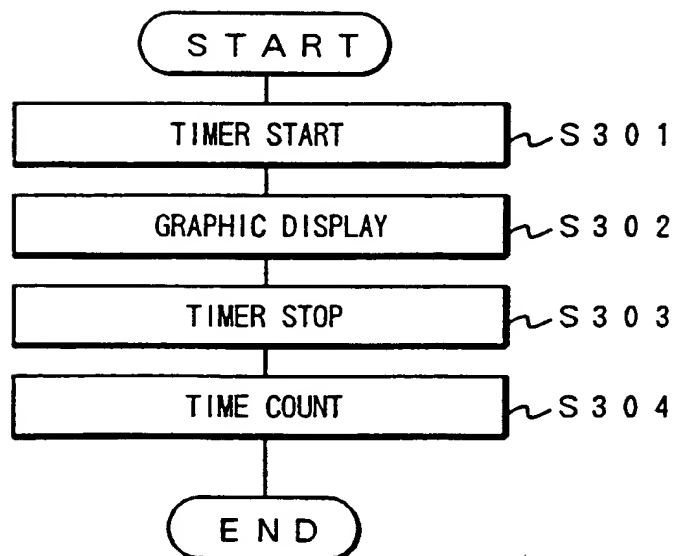 START
TIMER START S301
GRAPHIC DISPLAY S302
TIMER STOP S303
TIME COUNT S304
END